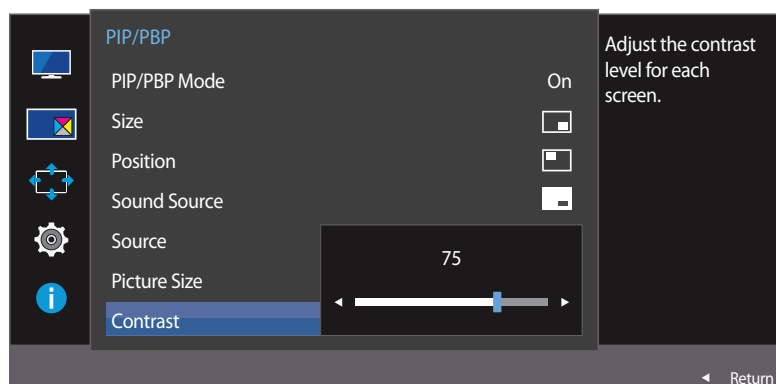 PIP/PBP
PIP/PBP Mode On
Size
Position
Sound Source
Source
Picture Size
Contrast
75
Adjust the contrast
level for each
screen.
Return